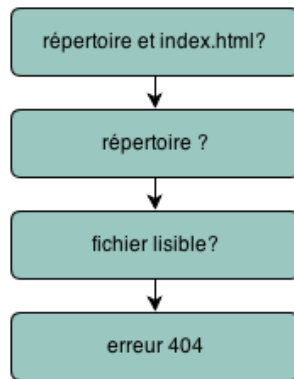 répertoire et index.html?
répertoire ?
fichier lisible?
erreur 404